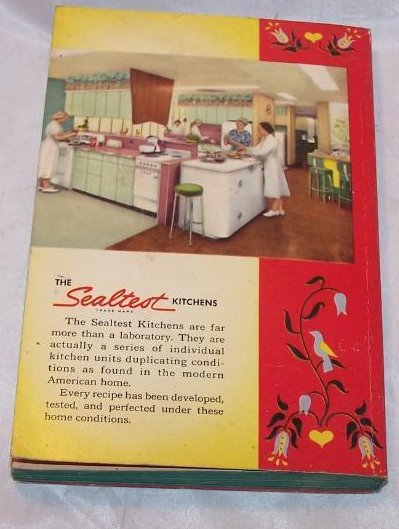 THE
Sealtest KITCHENS
TRADE MARK
The Sealtest Kitchens are far
more than a laboratory. They are
actually a series of individual
kitchen units duplicating condi-
tions as found in the modern
American home.
Every recipe has been developed,
tested, and perfected under these
home conditions.